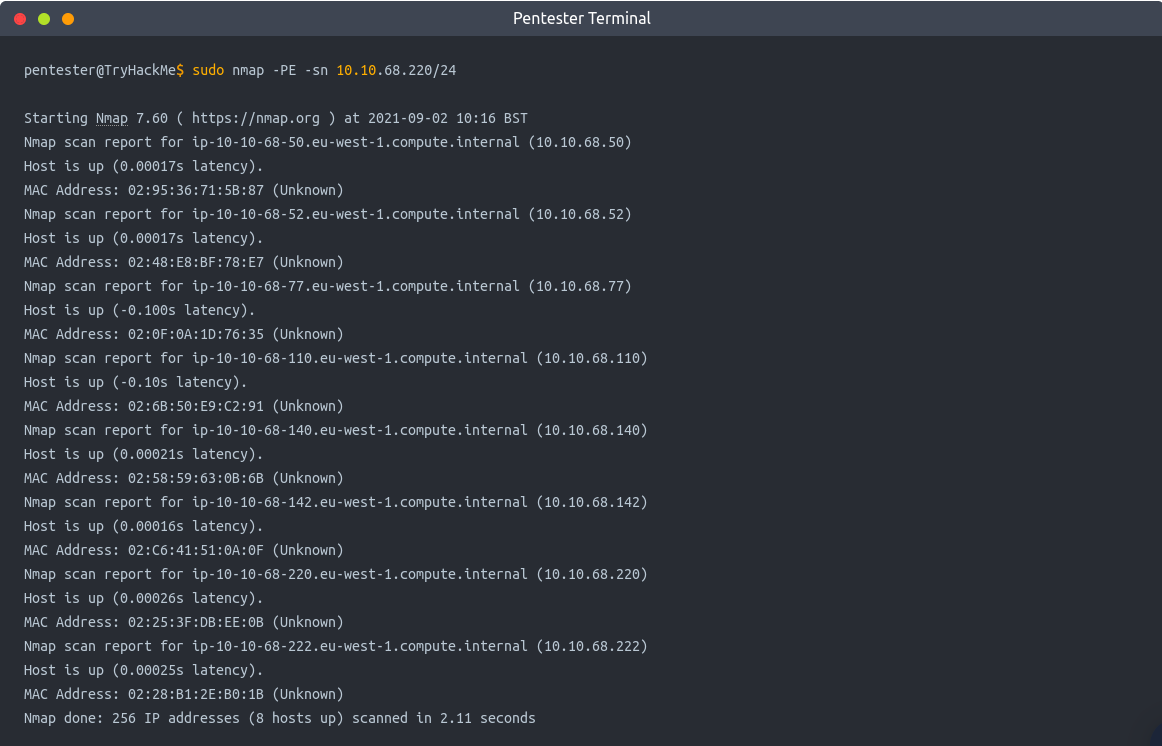 Pentester Terminal
pentester@TryHackMe$ sudo nmap -PE -sn 10.10.68.220/24
Starting Nmap 7.60 ( https://nmap.org ) at 2021-09-02 10:16 BST
Nmap scan report for ip-10-10-68-50.eu-west-1.compute.internal (10.10.68.50)
Host is up (0.00017s latency).
MAC Address: 02:95:36:71:5B:87 (Unknown)
Nmap scan report for ip-10-10-68-52.eu-west-1.compute.internal (10.10.68.52)
Host is up (0.00017s latency).
MAC Address: 02:48:E8:BF:78:E7 (Unknown)
Nmap scan report for ip-10-10-68-77.eu-west-1.compute.internal (10.10.68.77)
Host is up (-0.100s latency).
MAC Address: 02:0F:0A:1D:76:35 (Unknown)
Nmap scan report for ip-10-10-68-110.eu-west-1.compute.internal (10.10.68.110)
Host is up (-0.10s latency).
MAC Address: 02:6B:50:E9:C2:91 (Unknown)
Nmap scan report for ip-10-10-68-140.eu-west-1.compute.internal (10.10.68.140)
Host is up (0.00021s latency).
MAC Address: 02:58:59:63:0B:6B (Unknown)
Nmap scan report for ip-10-10-68-142.eu-west-1.compute.internal (10.10.68.142)
Host is up (0.00016s latency).
MAC Address: 02:C6:41:51:0A:0F (Unknown)
Nmap scan report for ip-10-10-68-220.eu-west-1.compute.internal (10.10.68.220)
Host is up (0.00026s latency).
MAC Address: 02:25:3F:DB:EE:0B (Unknown)
Nmap scan report for ip-10-10-68-222.eu-west-1.compute.internal (10.10.68.222)
Host is up (0.00025s latency).
MAC Address: 02:28:B1:2E:B0:1B (Unknown)
Nmap done: 256 IP addresses (8 hosts up) scanned in 2.11 seconds